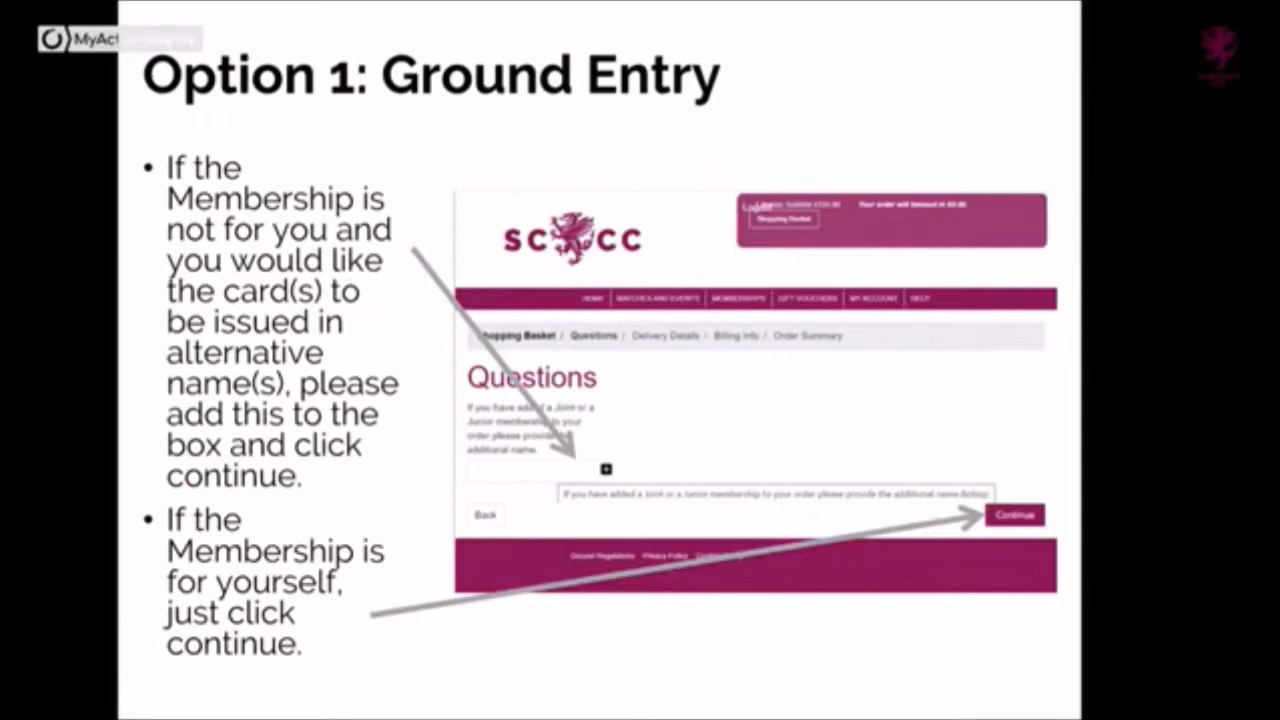 MyAct
Option 1: Ground Entry
• If the
Membership is
not for you and
you would like
the card(s) to
be issued in
alternative
name(s), please
add this to the
box and click
continue.
• If the
Membership is
for yourself,
just click
continue.
SC CC
Your order will timeout in
Shopping Basket
HOME
MATCHES AND EVENTS
MEMBERSHIPS
GIFT VOUCHERS
MY ACCOUNT
HELP
Shopping Basket / Questions / Delivery Details / Billing Info / Order Summary
Questions
If you have added a Joint or a
Junior membership to your
order please provide
additional name.
If you have added a Joint or a Junior membership to your order please provide the additional name.&nbsp;
Back
Continue
Ground Regulations Privacy Policy